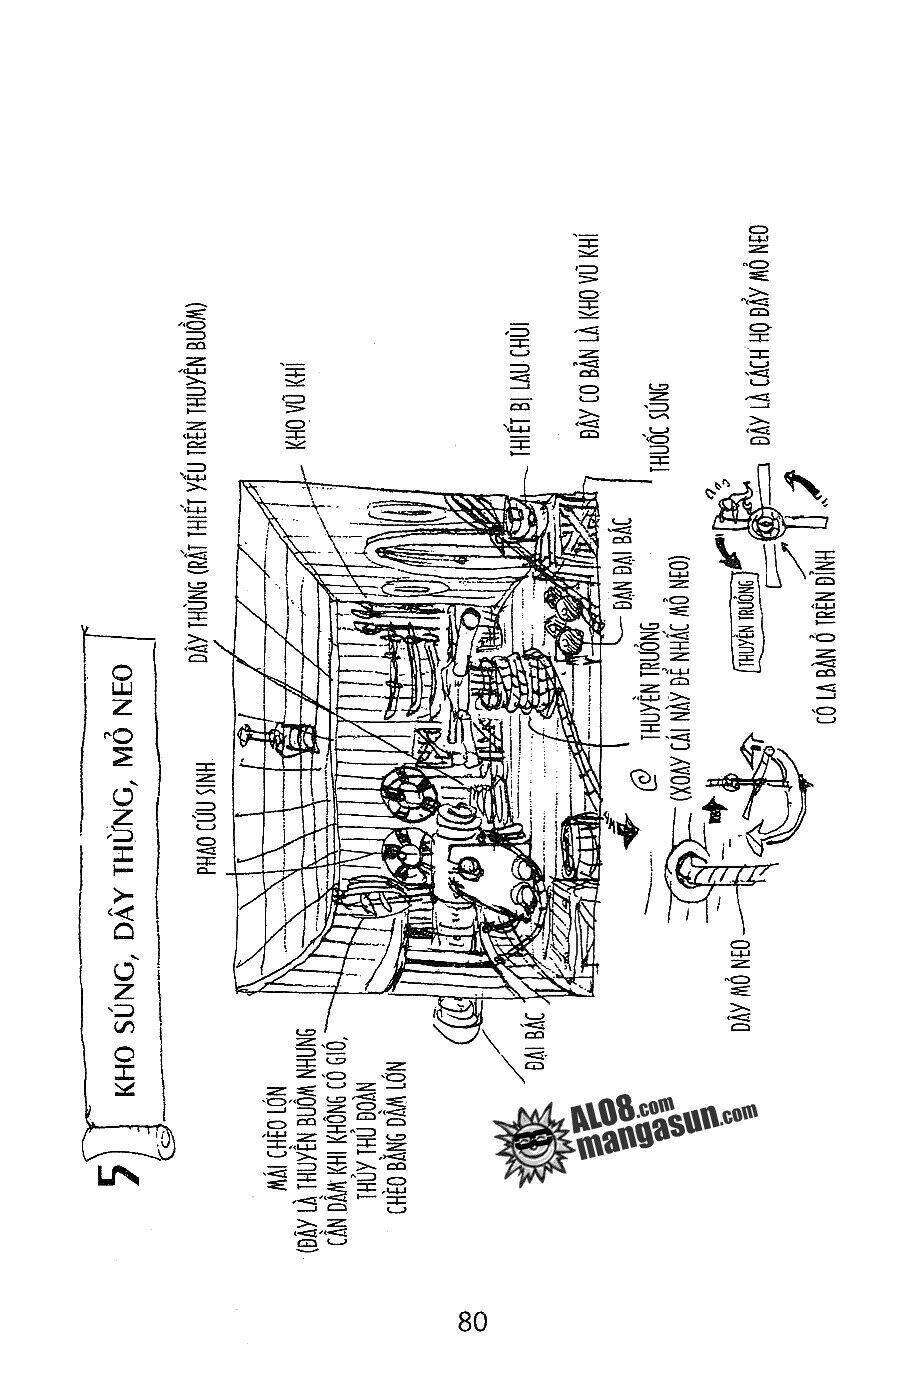 5
KHO SÚNG, DÂY THỪNG, MỎ NEO
DÂY THỪNG (RẤT THIẾT YẾU TRÊN THUYỀN BUỒM)
PHAO CỨU SINH
KHO VŨ KHÍ
MÁI CHÈO LỚN
(ĐÂY LÀ THUYỀN BUỒM NHƯNG
CẦN DẦM KHI KHÔNG CÓ GIÓ,
THỦY THỦ ĐOÀN
CHÈO BẰNG DẦM LỚN
ĐẠI BÁC
THIẾT BỊ LAU CHÙI
ĐÂY CƠ BẢN LÀ KHO VŨ KHÍ
ĐẠN ĐẠI BÁC
THUỐC SÚNG
THUYỀN TRƯỞNG
(XOAY CÁI NÀY ĐỂ NHẤC MỎ NEO)
DÂY MỎ NEO
THUYỀN TRƯỞNG
ĐÂY LÀ CÁCH HỌ ĐẨY MỎ NEO
CÓ LA BÀN Ở TRÊN ĐỈNH
AL08.com
mangasun.com
80